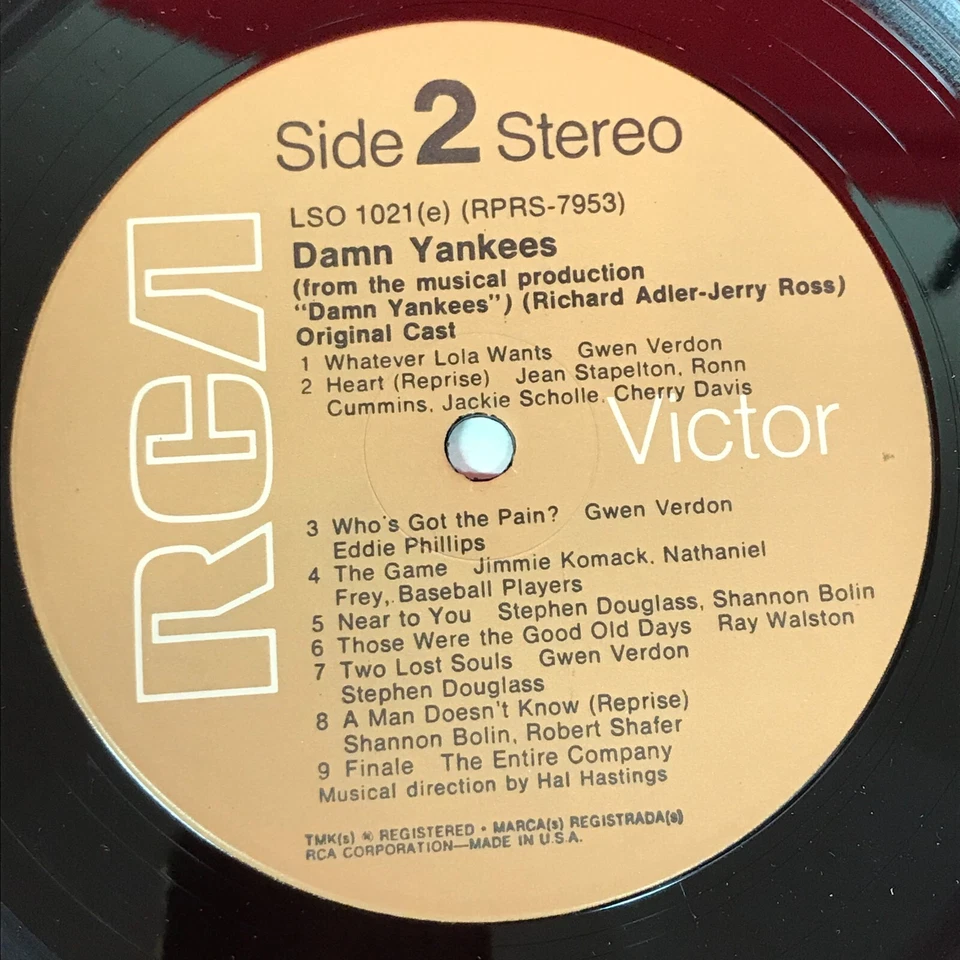 Side 2 Stereo
LSO 1021(e) (RPRS-7953)
Damn Yankees
(from the musical production
"Damn Yankees") (Richard Adler-Jerry Ross)
Original Cast
1 Whatever Lola Wants Gwen Verdon
2 Heart (Reprise) Jean Stapelton, Ronn
Cummins, Jackie Scholle, Cherry Davis
RCA
Victor
3 Who's Got the Pain? Gwen Verdon
Eddie Phillips
4 The Game Jimmie Komack, Nathaniel
Frey, Baseball Players
5 Near to You Stephen Douglass, Shannon Bolin
6 Those Were the Good Old Days Ray Walston
7 Two Lost Souls Gwen Verdon
Stephen Douglass
8 A Man Doesn't Know (Reprise)
Shannon Bolin, Robert Shafer
9 Finale The Entire Company
Musical direction by Hal Hastings
TMK(s) ® REGISTERED • MARCA(s) REGISTRADA(s)
RCA CORPORATION—MADE IN U.S.A.